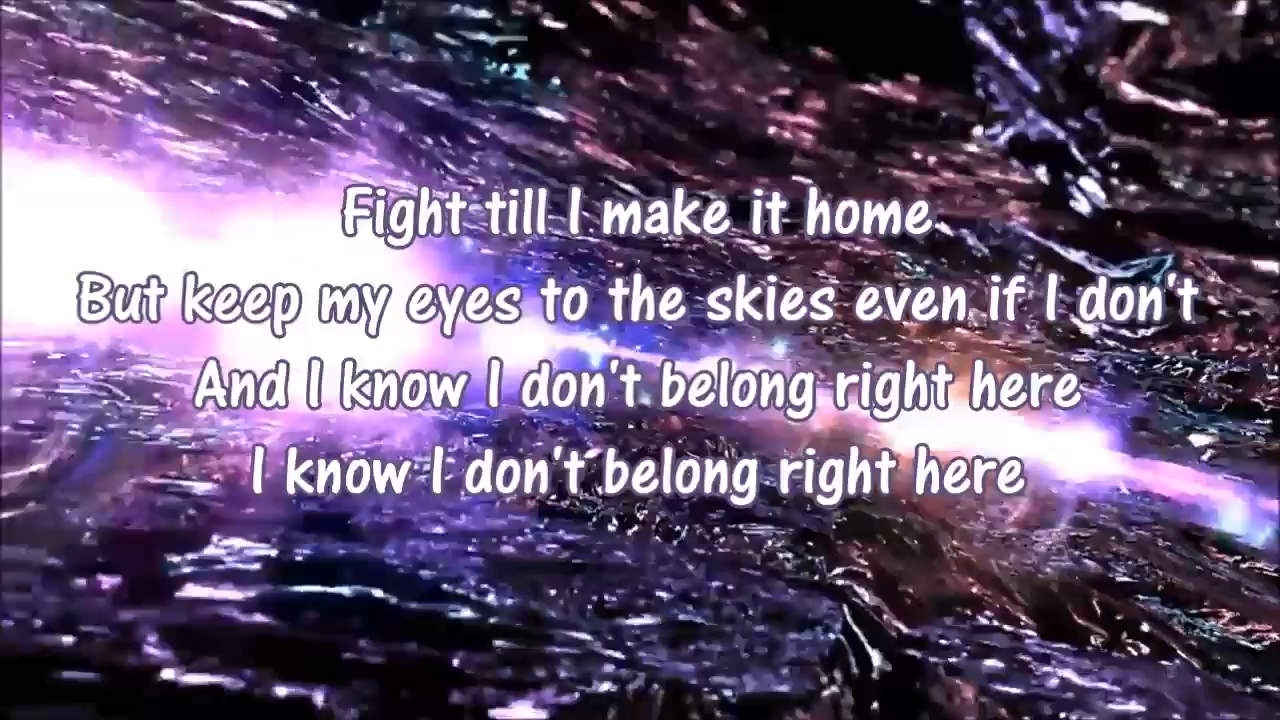 Fight till I make it home
But keep my eyes to the skies even if I don't
And I know I don't belong right here
I know I don't belong right here